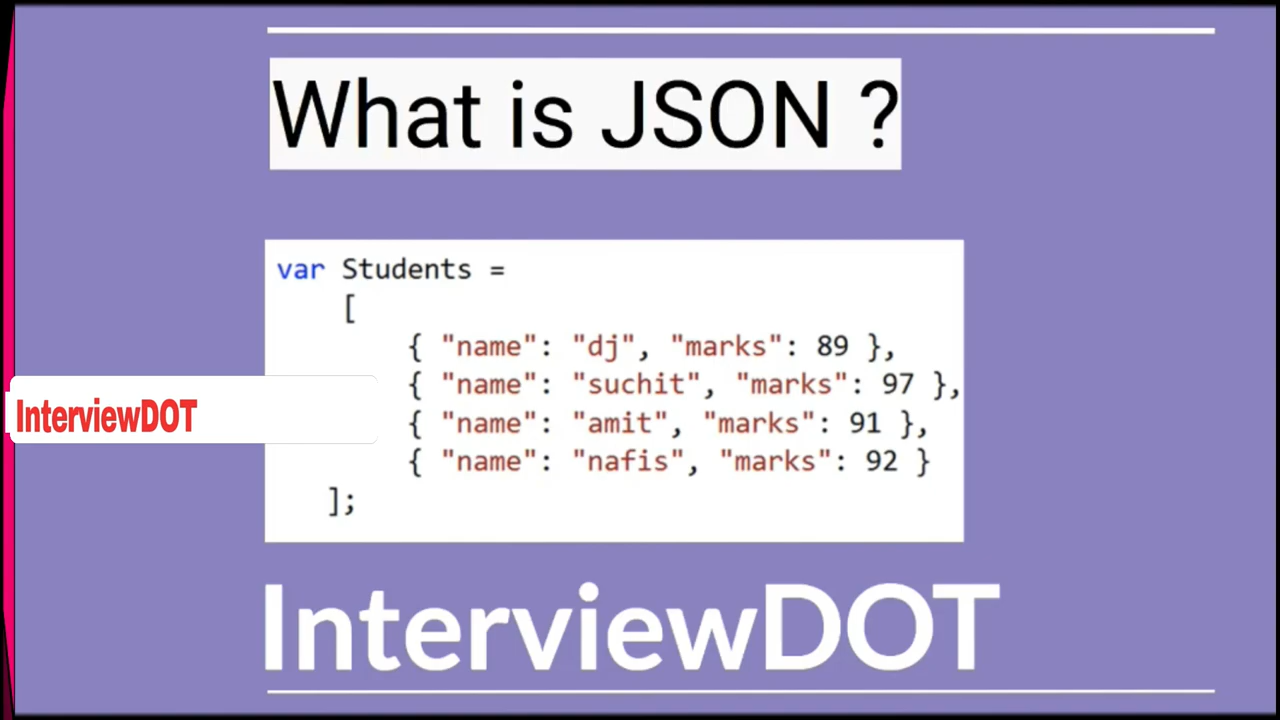 What is JSON ?
var Students =
[
{ "name": "dj", "marks": 89 },
{ "name": "suchit", "marks": 97 },
{ "name": "amit", "marks": 91 },
{ "name": "nafis", "marks": 92 }
];
InterviewDOT
InterviewDOT